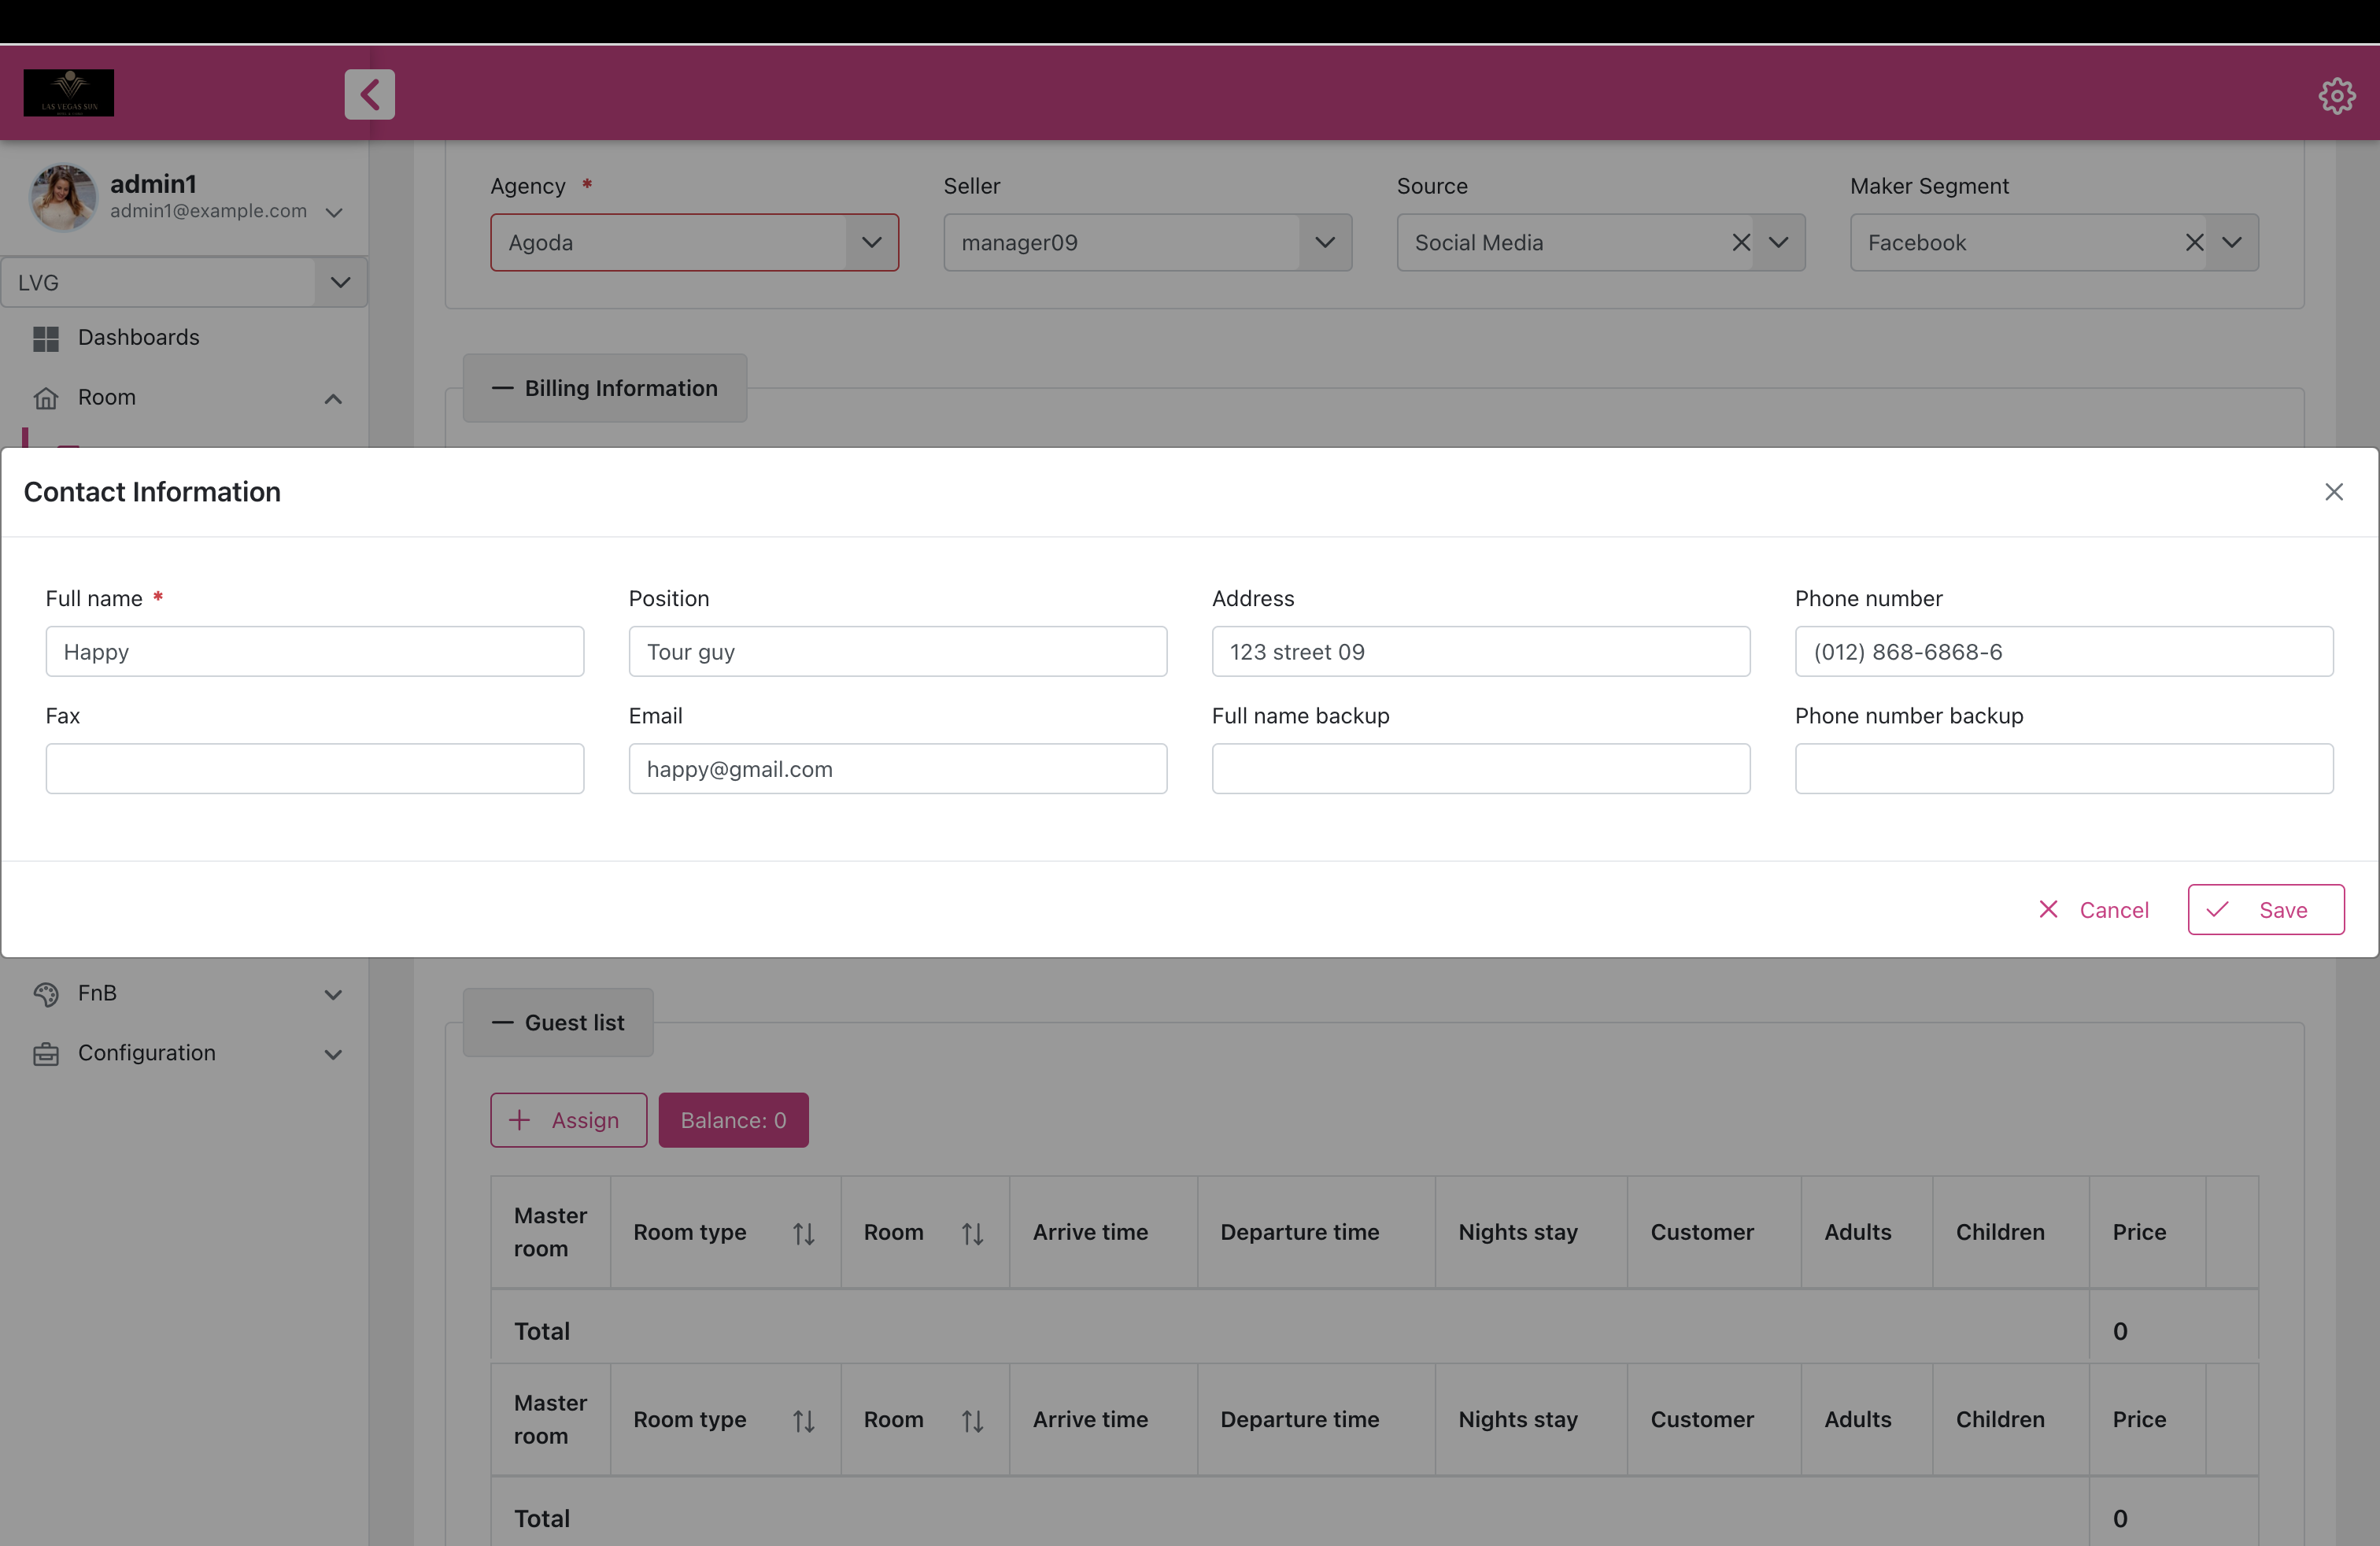 LAS VEGAS SUN
admin1
admin1@example.com
LVG
Dashboards
Room
Agency *
Seller
Source
Maker Segment
Agoda
manager09
Social Media
Facebook
Billing Information
Contact Information
Full name *
Position
Address
Phone number
Happy
Tour guy
123 street 09
(012) 868-6868-6
Fax
Email
Full name backup
Phone number backup
happy@gmail.com
Cancel
Save
FnB
Configuration
Guest list
Assign
Balance: 0
Master room
Room type
Room
Arrive time
Departure time
Nights stay
Customer
Adults
Children
Price
Total
0
Master room
Room type
Room
Arrive time
Departure time
Nights stay
Customer
Adults
Children
Price
Total
0